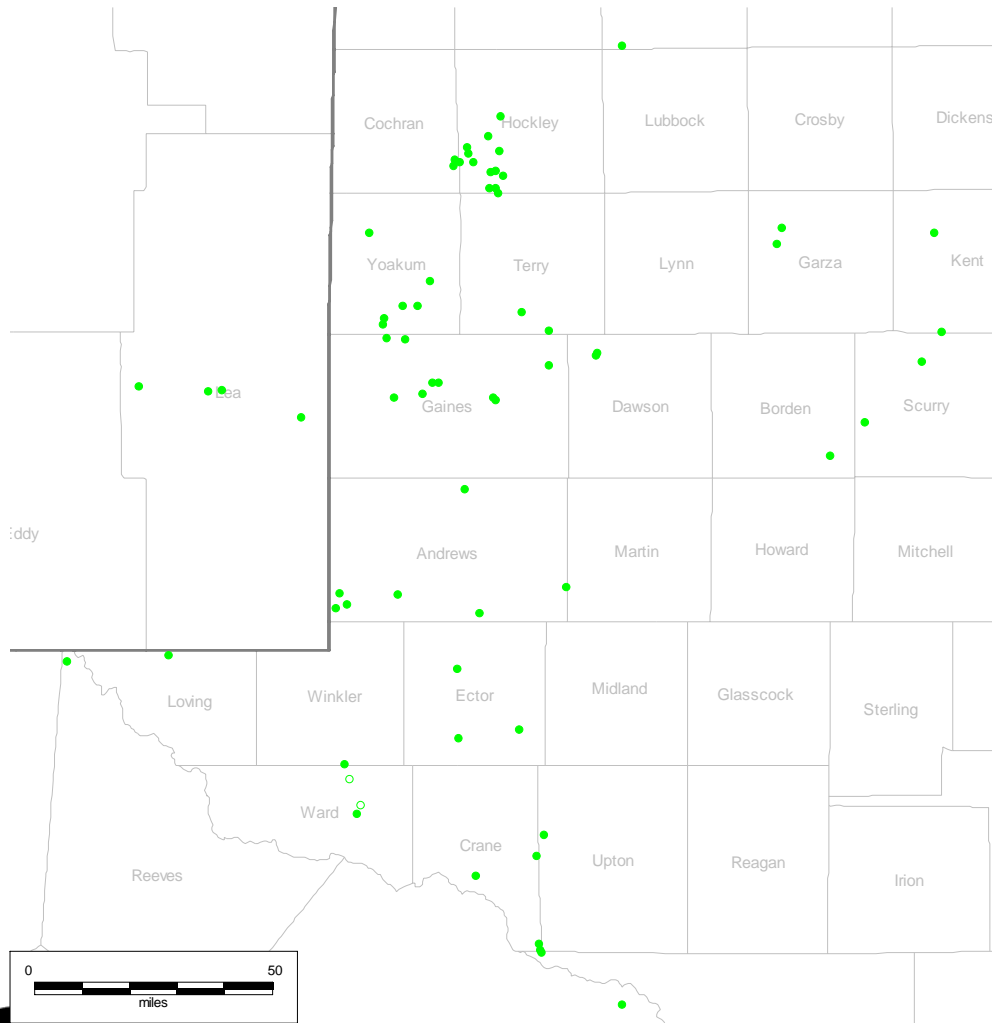 Cochran
Hockley
Lubbock
Crosby
Dickens
Yoakum
Terry
Lynn
Garza
Kent
Lea
Gaines
Dawson
Borden
Scurry
Eddy
Andrews
Martin
Howard
Mitchell
Loving
Winkler
Ector
Midland
Glasscock
Sterling
Ward
Crane
Upton
Reagan
Reeves
Irion
0 50
miles